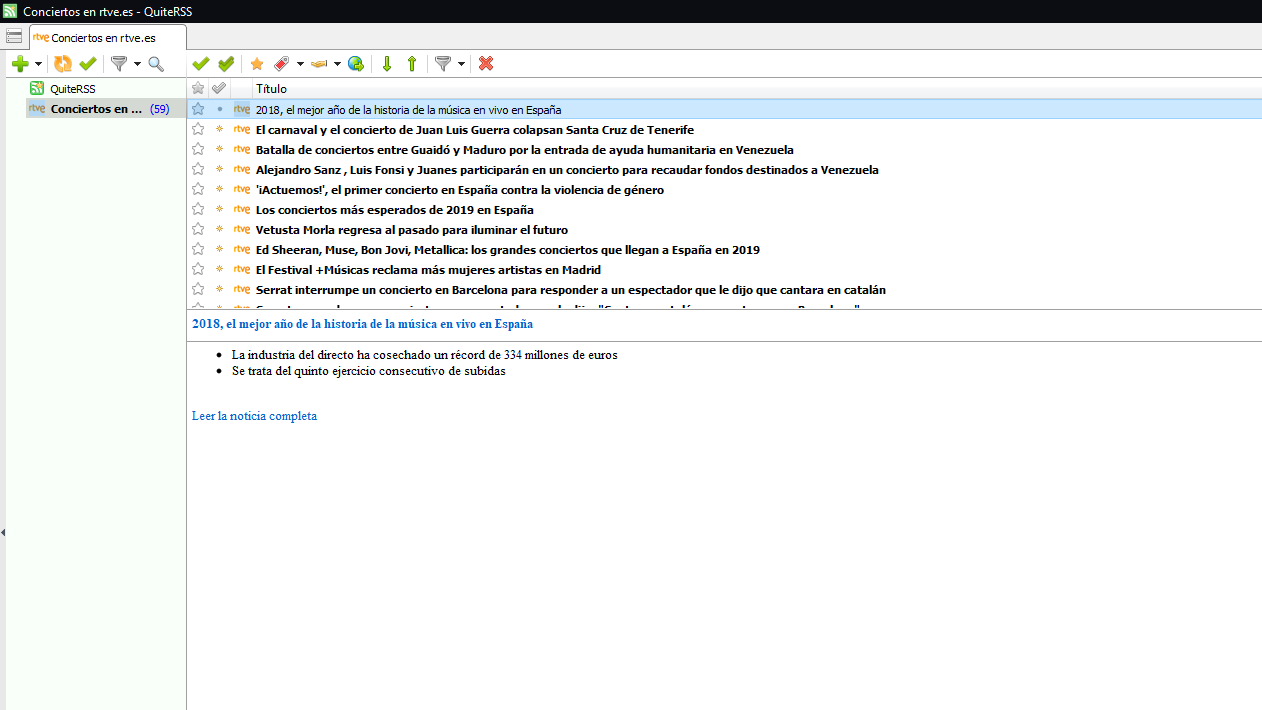 Conciertos en rtve.es - QuiteRSS
rtve Conciertos en rtve.es
QuiteRSS
rtve Conciertos en ... (59)
Título
rtve 2018, el mejor año de la historia de la música en vivo en España
rtve El carnaval y el concierto de Juan Luis Guerra colapsan Santa Cruz de Tenerife
rtve Batalla de conciertos entre Guaidó y Maduro por la entrada de ayuda humanitaria en Venezuela
rtve Alejandro Sanz , Luis Fonsi y Juanes participarán en un concierto para recaudar fondos destinados a Venezuela
rtve '¡Actuemos!', el primer concierto en España contra la violencia de género
rtve Los conciertos más esperados de 2019 en España
rtve Vetusta Morla regresa al pasado para iluminar el futuro
rtve Ed Sheeran, Muse, Bon Jovi, Metallica: los grandes conciertos que llegan a España en 2019
rtve El Festival +Músicas reclama más mujeres artistas en Madrid
rtve Serrat interrumpe un concierto en Barcelona para responder a un espectador que le dijo que cantara en catalán
2018, el mejor año de la historia de la música en vivo en España
• La industria del directo ha cosechado un récord de 334 millones de euros
• Se trata del quinto ejercicio consecutivo de subidas
Leer la noticia completa